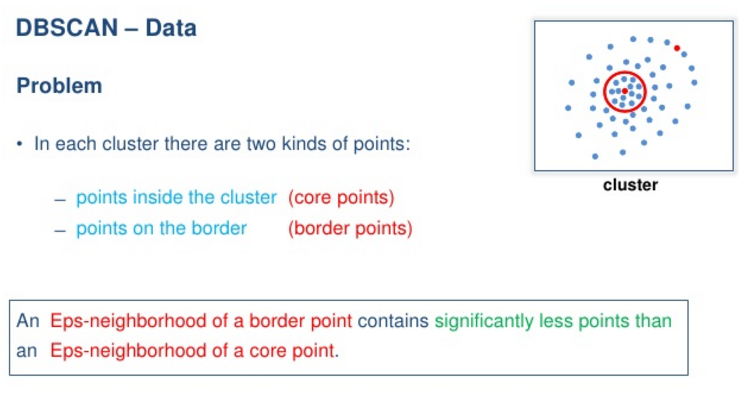 DBSCAN – Data
Problem
• In each cluster there are two kinds of points:
– points inside the cluster (core points)
– points on the border (border points)
cluster
An Eps-neighborhood of a border point contains significantly less points than
an Eps-neighborhood of a core point.